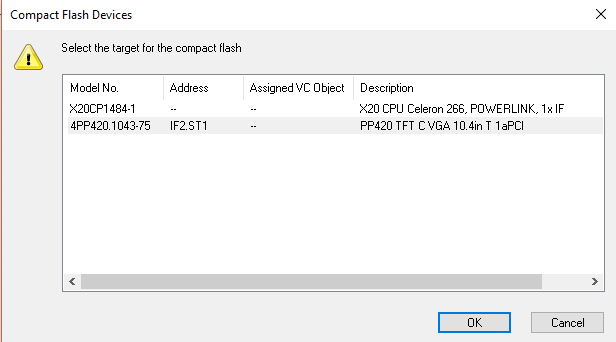 Compact Flash Devices
Select the target for the compact flash
Model No. Address Assigned VC Object Description
X20CP1484-1 -- -- X20 CPU Celeron 266, POWERLINK, 1x IF
4PP420.1043-75 IF2.ST1 -- PP420 TFT C VGA 10.4in T 1aPCI
OK Cancel